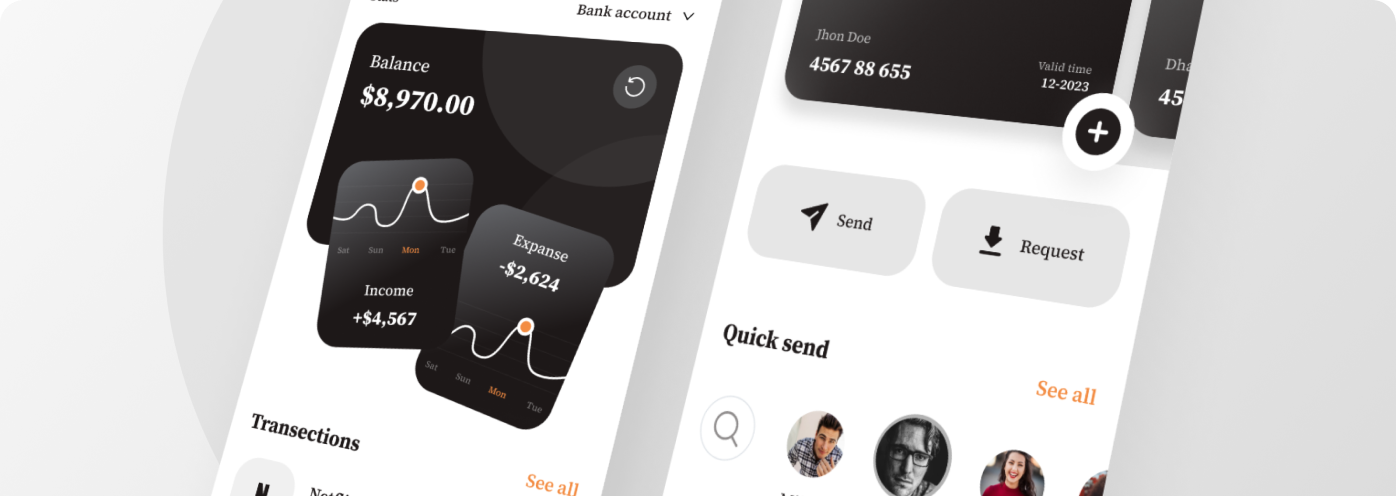 Bank account
Balance
$8,970.00
Sat Sun Mon Tue
Income
+$4,567
Expanse
-$2,624
Sat Sun Mon Tue
Transections
See all
Jhon Doe
4567 88 655
Valid time
12-2023
Send
Request
Quick send
See all